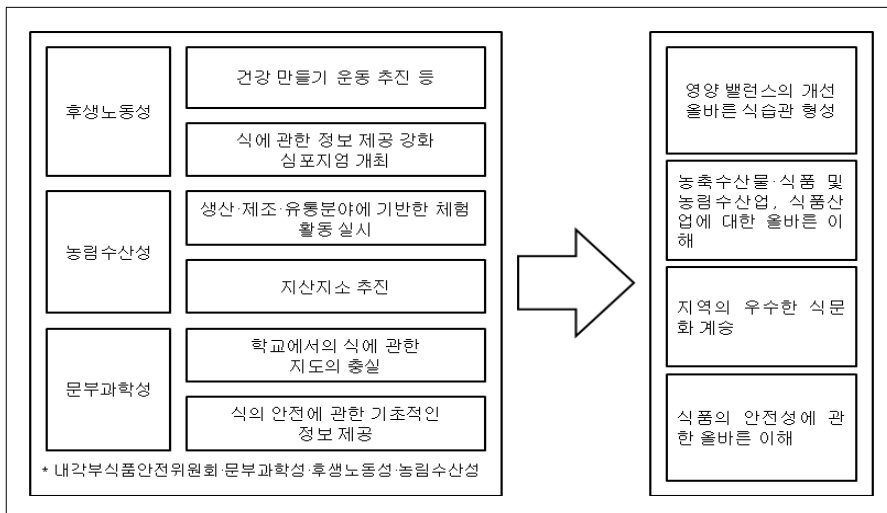 후생노동성
건강 만들기 운동 추진 등
식에 관한 정보 제공 강화
심포지엄 개최
농림수산성
생산·제조·유통분야에 기반한 체험
활동 실시
지산지소 추진
문부과학성
학교에서의 식에 관한
지도의 충실
식의 안전에 관한 기초적인
정보 제공
* 내각부식품안전위원회·문부과학성·후생노동성·농림수산성
영양 밸런스의 개선
올바른 식습관 형성
농축수산물·식품 및
농림수산업, 식품산
업에 대한 올바른 이
해
지역의 우수한 식문
화 계승
식품의 안전성에 관
한 올바른 이해